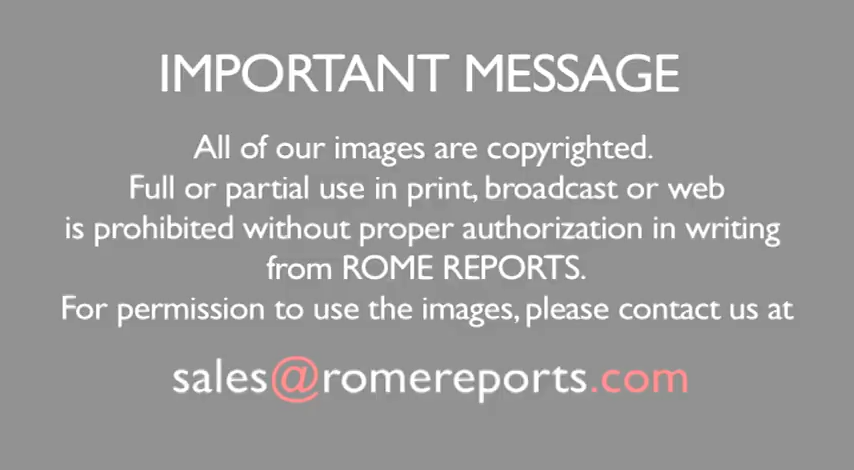 IMPORTANT MESSAGE
All of our images are copyrighted.
Full or partial use in print, broadcast or web
is prohibited without proper authorization in writing
from ROME REPORTS.
For permission to use the images, please contact us at
sales@romereports.com